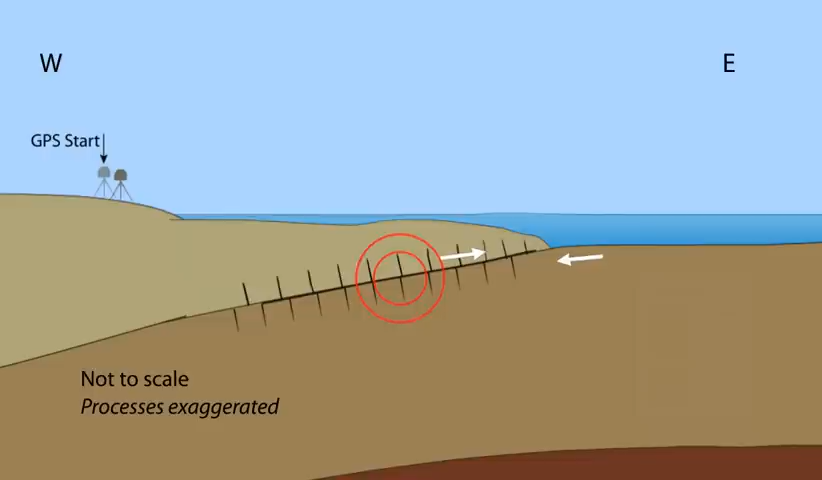 W
E
GPS Start
Not to scale
Processes exaggerated